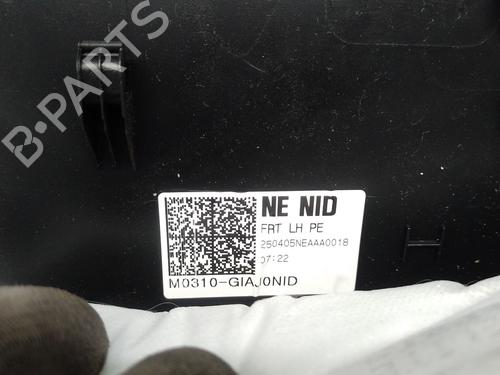 B-PARTS
NE NID
FRT LH PE
250405NEAAA0018
07:22
M0310-GIAJ0NID
H